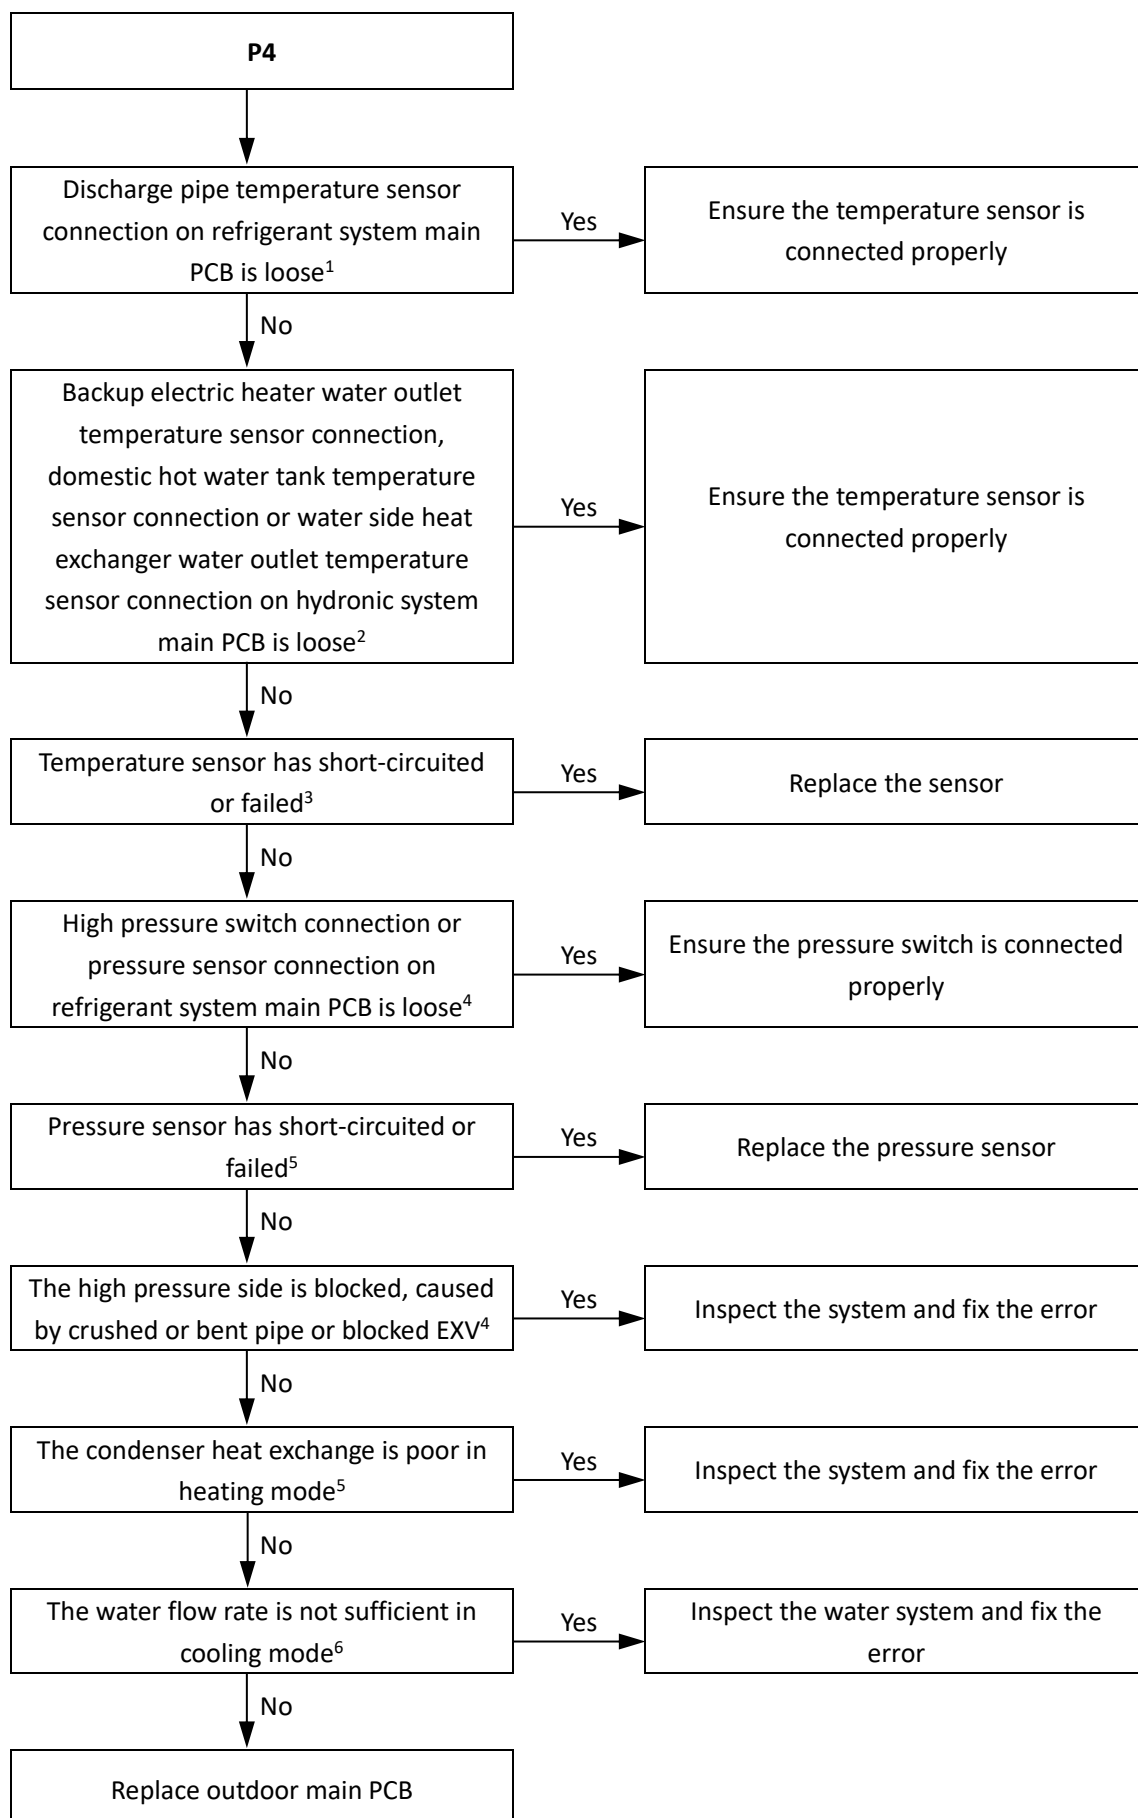 P4
Discharge pipe temperature sensor
connection on refrigerant system main
PCB is loose¹
Yes
Ensure the temperature sensor is
connected properly
No
Backup electric heater water outlet
temperature sensor connection,
domestic hot water tank temperature
sensor connection or water side heat
exchanger water outlet temperature
sensor connection on hydronic system
main PCB is loose²
Yes
Ensure the temperature sensor is
connected properly
No
Temperature sensor has short-circuited
or failed³
Yes
Replace the sensor
No
High pressure switch connection or
pressure sensor connection on
refrigerant system main PCB is loose⁴
Yes
Ensure the pressure switch is connected
properly
No
Pressure sensor has short-circuited or
failed⁵
Yes
Replace the pressure sensor
No
The high pressure side is blocked, caused
by crushed or bent pipe or blocked EXV⁴
Yes
Inspect the system and fix the error
No
The condenser heat exchange is poor in
heating mode⁵
Yes
Inspect the system and fix the error
No
The water flow rate is not sufficient in
cooling mode⁶
Yes
Inspect the water system and fix the
error
No
Replace outdoor main PCB